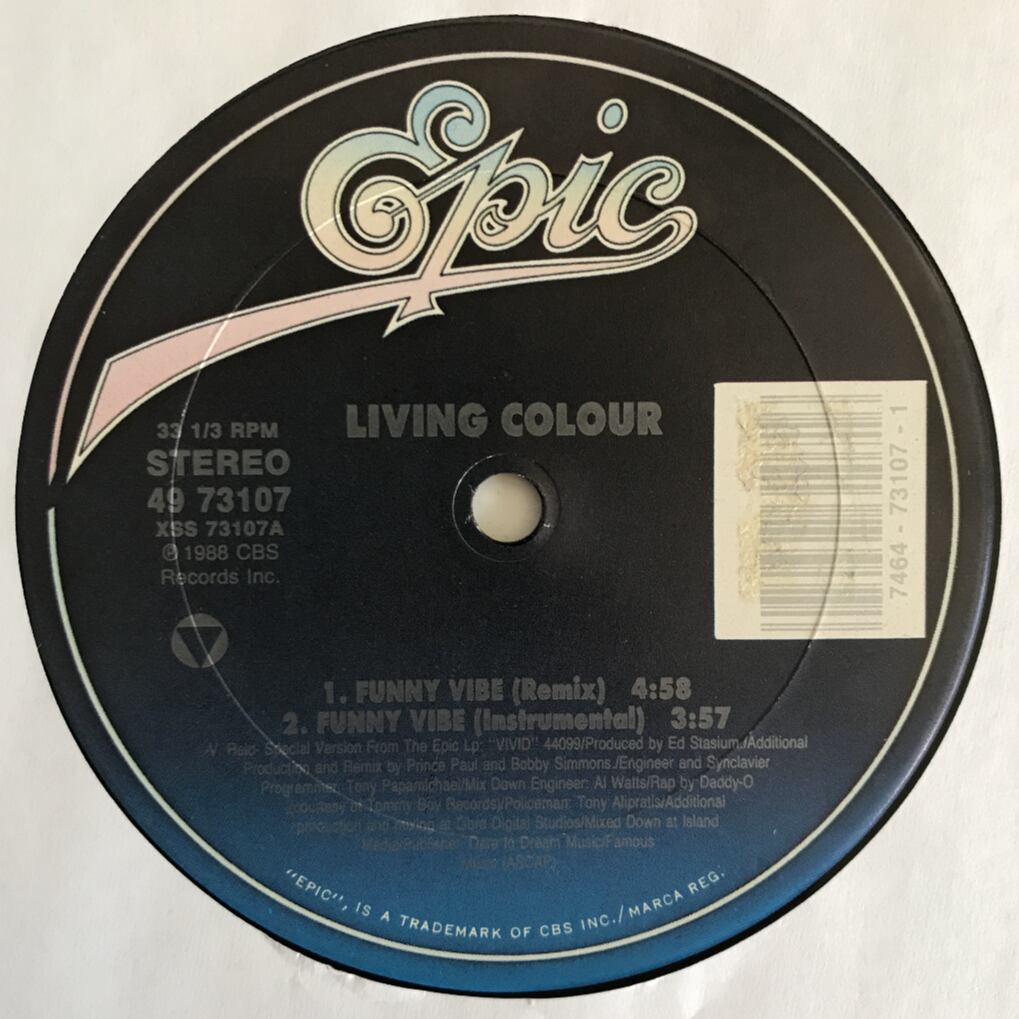 Epic
LIVING COLOUR
33 1/3 RPM
STEREO
49 73107
XSS 73107A
℗ 1988 CBS
Records Inc.
7464 - 73107 - 1
1. FUNNY VIBE (Remix) 4:58
2. FUNNY VIBE (Instrumental) 3:57
-V. Reid- Special Version From The Epic Lp: "VIVID" 44099/Produced by Ed Stasium./Additional
Production and Remix by Prince Paul and Bobby Simmons./Engineer and Synclavier
Programmer: Tony Papamichael/Mix Down Engineer: Al Watts/Rap by Daddy-O
(courtesy of Tommy Boy Records)/Policeman: Tony Alipratis/Additional
production and mixing at Libra Digital Studios/Mixed Down at Island
Media/Publisher: Dare to Dream Music/Famous
Music (ASCAP)
"EPIC", IS A TRADEMARK OF CBS INC./MARCA REG.